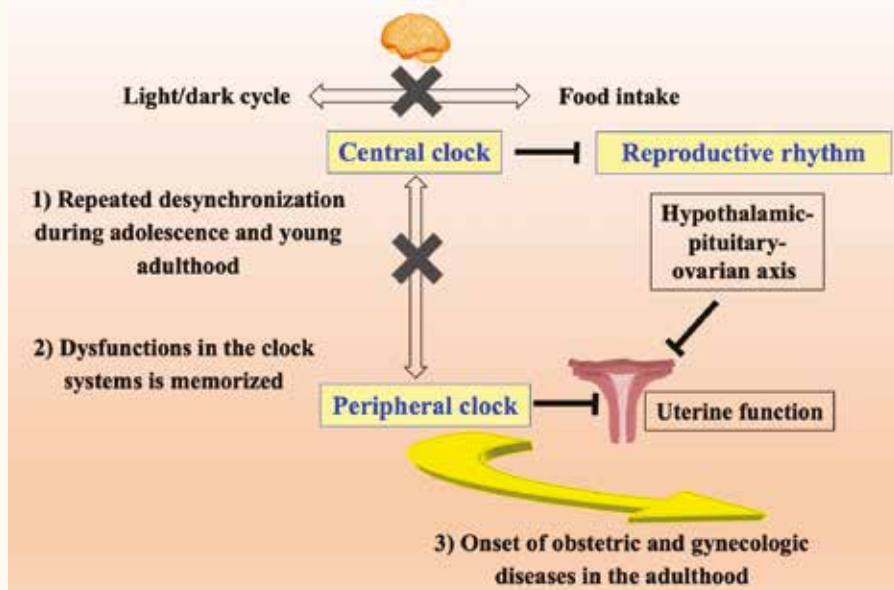 Light/dark cycle
Food intake
Central clock
Reproductive rhythm
1) Repeated desynchronization
during adolescence and young
adulthood
Hypothalamic-
pituitary-
ovarian axis
2) Dysfunctions in the clock
systems is memorized
Peripheral clock
Uterine function
3) Onset of obstetric and gynecologic
diseases in the adulthood